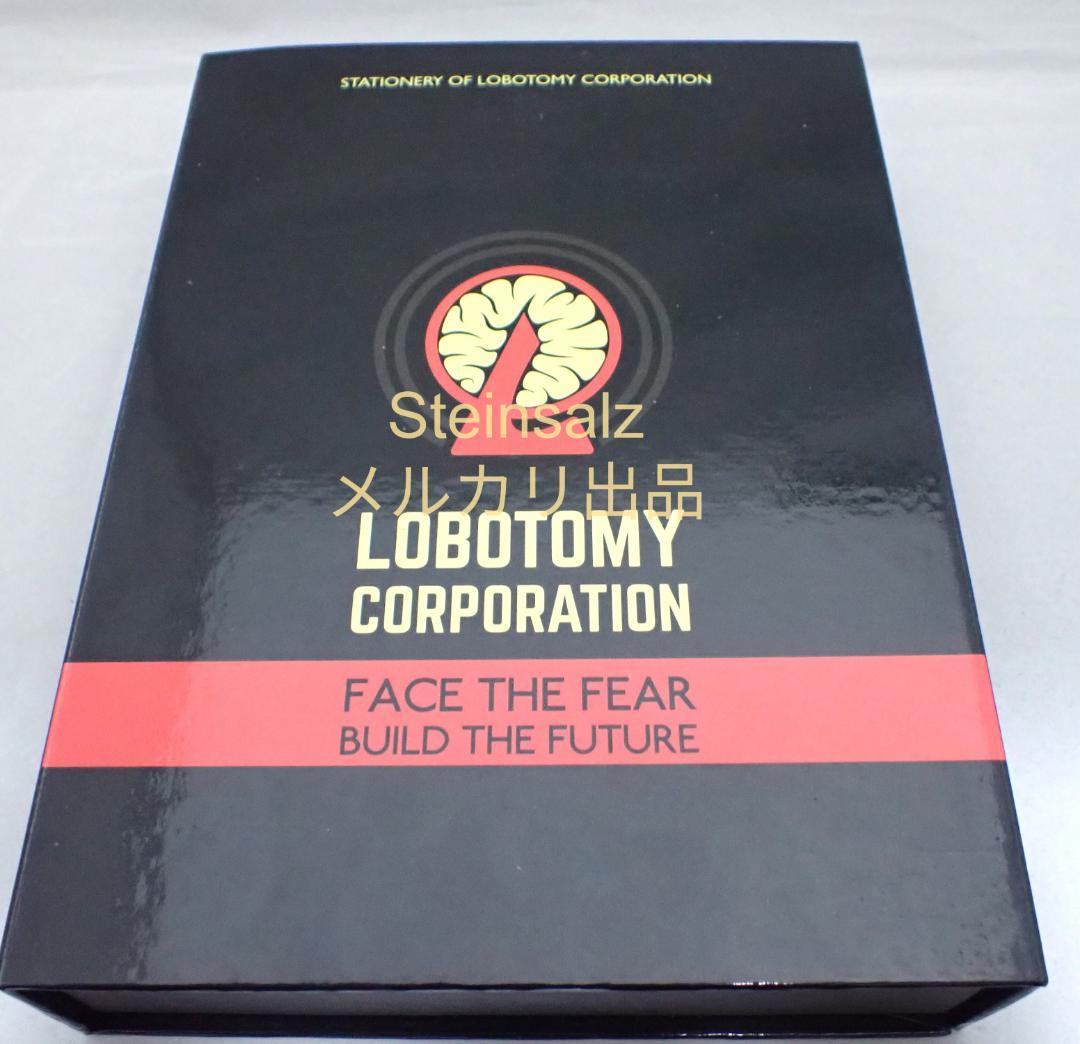 STATIONERY OF LOBOTOMY CORPORATION
Steinsalz
メルカリ出品
LOBOTOMY
CORPORATION
FACE THE FEAR
BUILD THE FUTURE